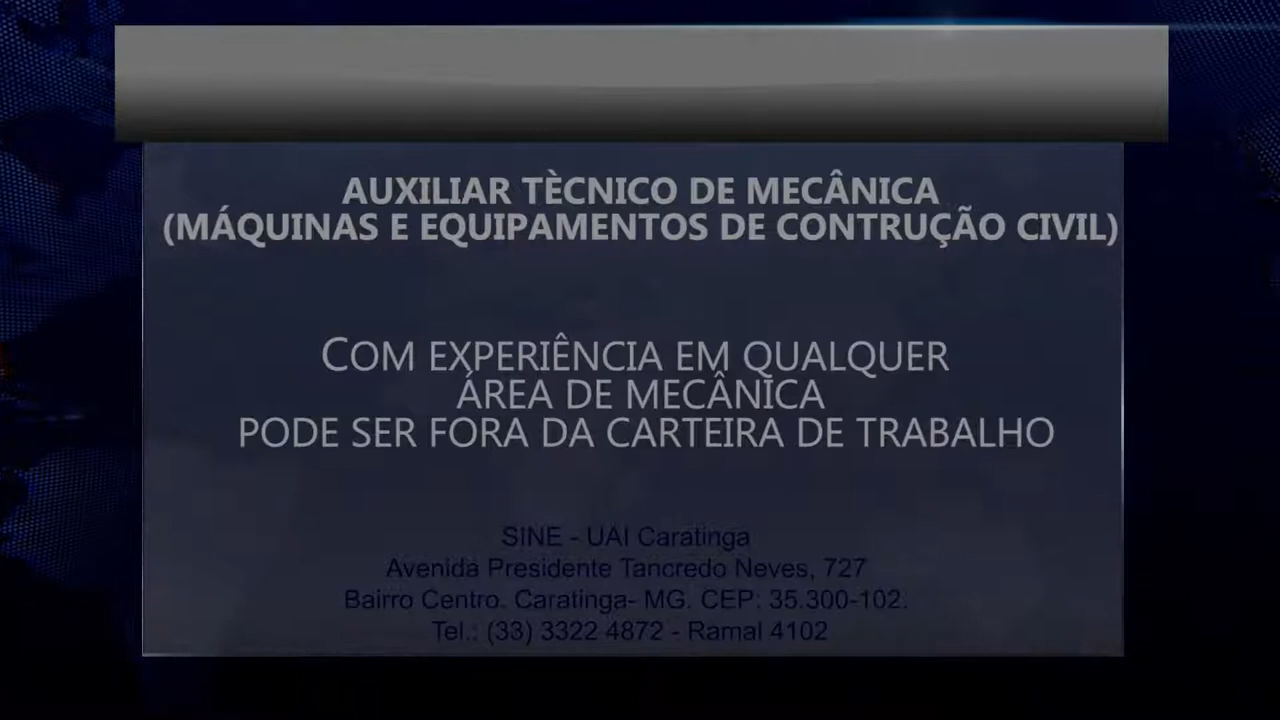 AUXILIAR TÈCNICO DE MECÂNICA
(MÁQUINAS E EQUIPAMENTOS DE CONTRUÇÃO CIVIL)
COM EXPERIÊNCIA EM QUALQUER
ÁREA DE MECÂNICA
PODE SER FORA DA CARTEIRA DE TRABALHO
SINE - UAI Caratinga
Avenida Presidente Tancredo Neves, 727
Bairro Centro. Caratinga- MG. CEP: 35.300-102.
Tel.: (33) 3322 4872 - Ramal 4102